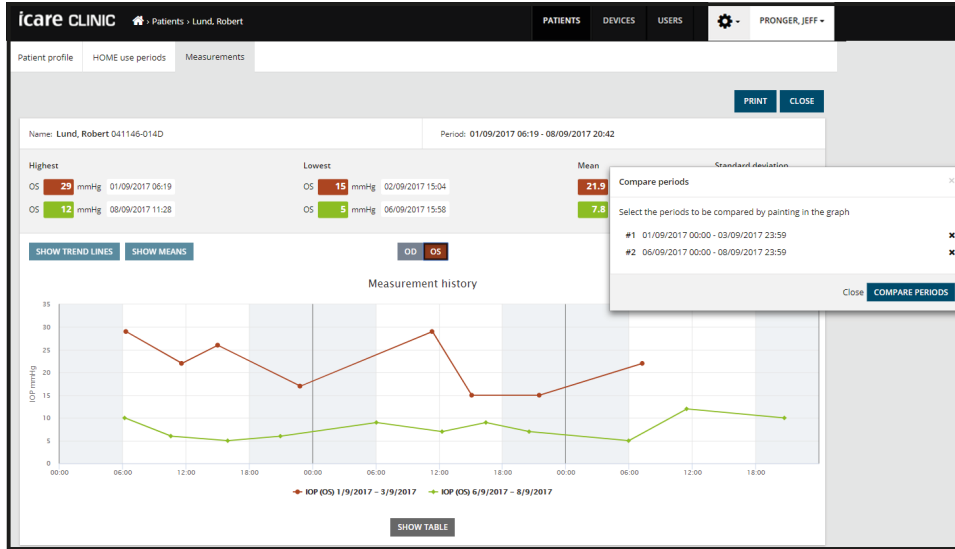 icare CLINIC › Patients › Lund, Robert PATIENTS DEVICES USERS PRONGER, JEFF
Patient profile HOME use periods Measurements
PRINT CLOSE
Name: Lund, Robert 041146-014D Period: 01/09/2017 06:19 - 08/09/2017 20:42
Highest Lowest Mean Standard deviation
OS 29 mmHg 01/09/2017 06:19 OS 15 mmHg 02/09/2017 15:04 21.9
OS 12 mmHg 08/09/2017 11:28 OS 5 mmHg 06/09/2017 15:58 7.8
Compare periods ×
Select the periods to be compared by painting in the graph
#1 01/09/2017 00:00 - 03/09/2017 23:59 ×
#2 06/09/2017 00:00 - 08/09/2017 23:59 ×
Close COMPARE PERIODS
SHOW TREND LINES SHOW MEANS OD OS
Measurement history
IOP mmHg
35
30
25
20
15
10
5
0
00:00 06:00 12:00 18:00 00:00 06:00 12:00 18:00 00:00 06:00 12:00 18:00
IOP (OS) 1/9/2017 – 3/9/2017 IOP (OS) 6/9/2017 – 8/9/2017
SHOW TABLE